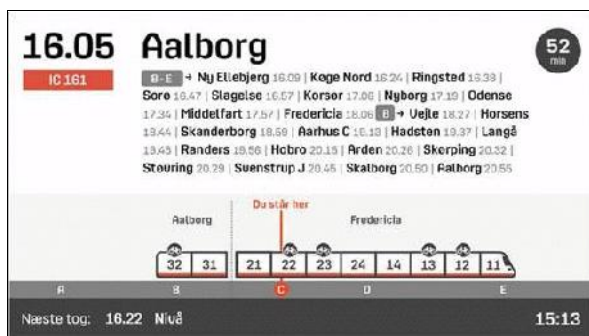 16.05 Aalborg 52 min
IC 161
B-E → Ny Ellebjerg 16.09 | Køge Nord 16.24 | Ringsted 16.38 |
Sorø 16.47 | Slagelse 16.57 | Korsør 17.06 | Nyborg 17.19 | Odense
17.34 | Middelfart 17.57 | Fredericia 18.06 B → Vejle 18.27 | Horsens
18.44 | Skanderborg 18.59 | Aarhus C 19.13 | Hadsten 19.37 | Langå
19.45 | Randers 19.56 | Hobro 20.15 | Arden 20.26 | Skørping 20.32 |
Støvring 20.39 | Svenstrup J 20.45 | Skalborg 20.50 | Aalborg 20.55
Du står her
Aalborg Fredericia
32 31 21 22 23 24 14 13 12 11
A B C D E
Næste tog: 16.22 Nivå 15:13